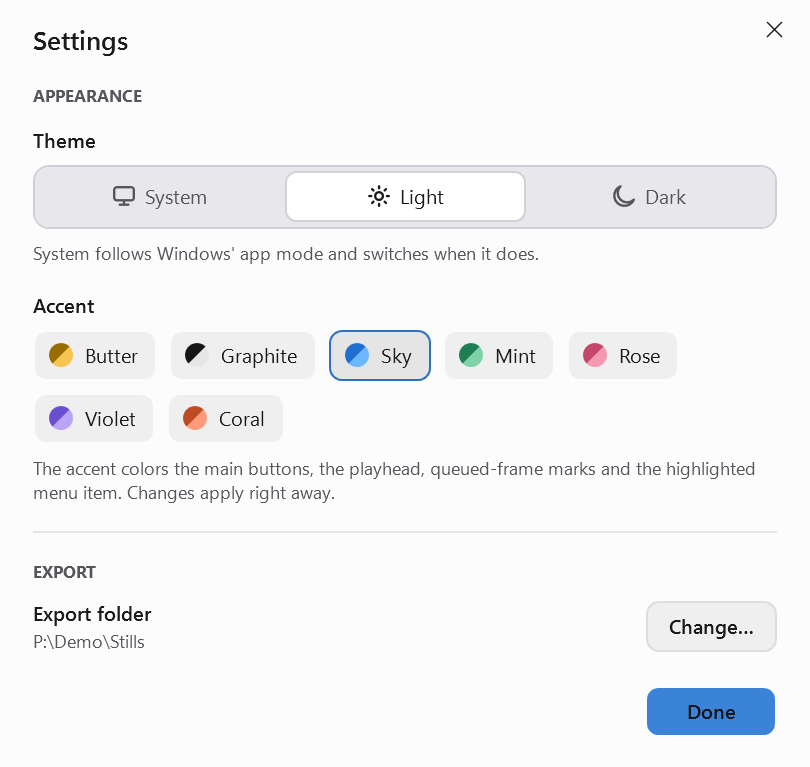 Settings
APPEARANCE
Theme
System Light Dark
System follows Windows' app mode and switches when it does.
Accent
Butter Graphite Sky Mint Rose
Violet Coral
The accent colors the main buttons, the playhead, queued-frame marks and the highlighted
menu item. Changes apply right away.
EXPORT
Export folder
P:\Demo\Stills
Change...
Done